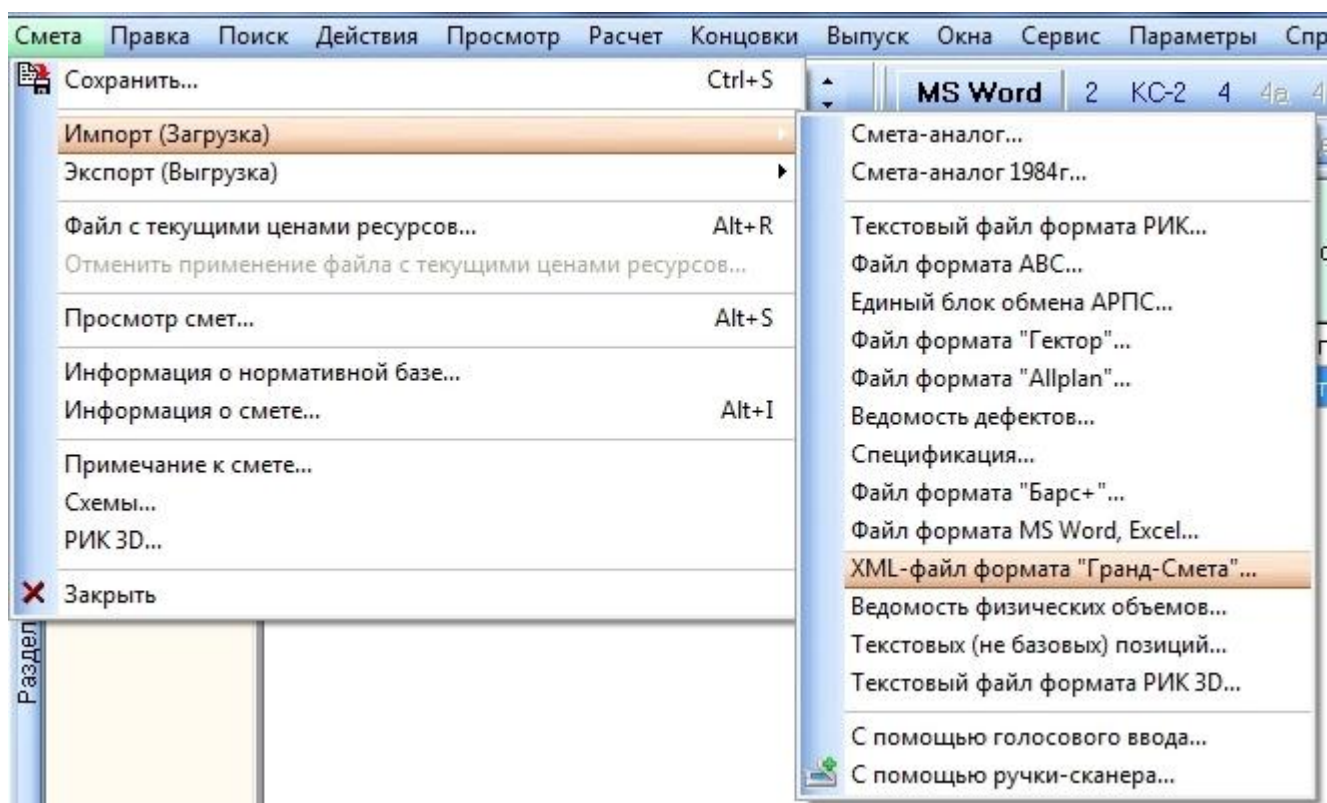 Смета Правка Поиск Действия Просмотр Расчет Концовки Выпуск Окна Сервис Параметры
Сохранить... Ctrl+S
MS Word 2 КС-2 4 4а
Импорт (Загрузка)
Экспорт (Выгрузка)
Файл с текущими ценами ресурсов... Alt+R
Отменить применение файла с текущими ценами ресурсов...
Просмотр смет... Alt+S
Информация о нормативной базе...
Информация о смете... Alt+I
Примечание к смете...
Схемы...
РИК 3D...
Закрыть
Раздел
Смета-аналог...
Смета-аналог 1984г...
Текстовый файл формата РИК...
Файл формата АВС...
Единый блок обмена АРПС...
Файл формата "Гектор"...
Файл формата "Allplan"...
Ведомость дефектов...
Спецификация...
Файл формата "Барс+"...
Файл формата MS Word, Excel...
XML-файл формата "Гранд-Смета"...
Ведомость физических объемов...
Текстовых (не базовых) позиций...
Текстовый файл формата РИК 3D...
С помощью голосового ввода...
С помощью ручки-сканера...